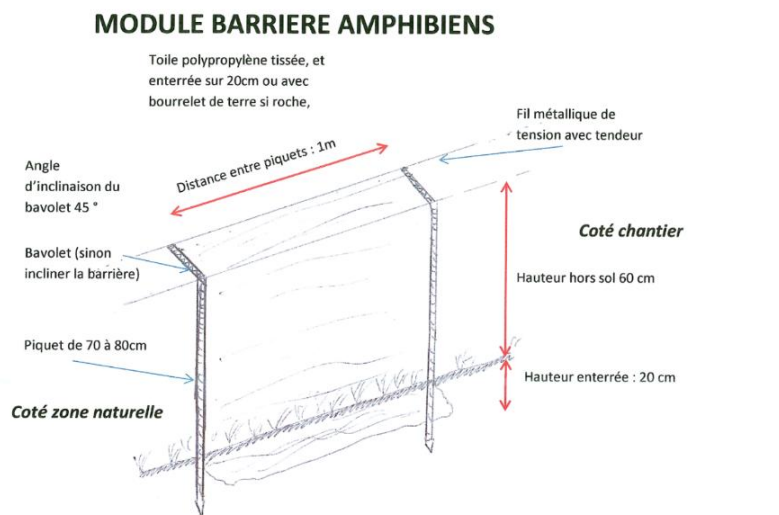 MODULE BARRIERE AMPHIBIENS
Toile polypropylène tissée, et
enterrée sur 20cm ou avec
bourrelet de terre si roche,
Fil métallique de
tension avec tendeur
Distance entre piquets : 1m
Angle
d'inclinaison du
bavolet 45 °
Coté chantier
Bavolet (sinon
incliner la barrière)
Hauteur hors sol 60 cm
Piquet de 70 à 80cm
Hauteur enterrée : 20 cm
Coté zone naturelle